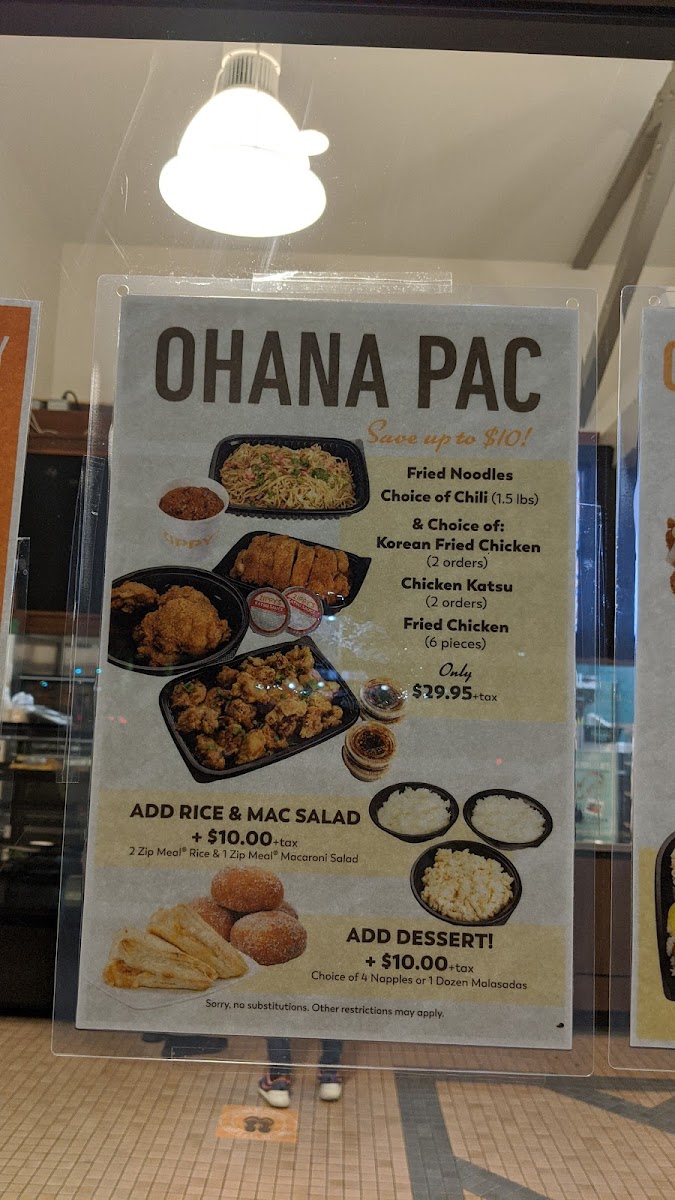 OHANA PAC
Save up to $10!
Fried Noodles
Choice of Chili (1.5 lbs)
& Choice of:
Korean Fried Chicken
(2 orders)
Chicken Katsu
(2 orders)
Fried Chicken
(6 pieces)
Only
$29.95+tax
ADD RICE & MAC SALAD
+ $10.00+tax
2 Zip Meal® Rice & 1 Zip Meal® Macaroni Salad
ADD DESSERT!
+ $10.00+tax
Choice of 4 Napples or 1 Dozen Malasadas
Sorry, no substitutions. Other restrictions may apply.